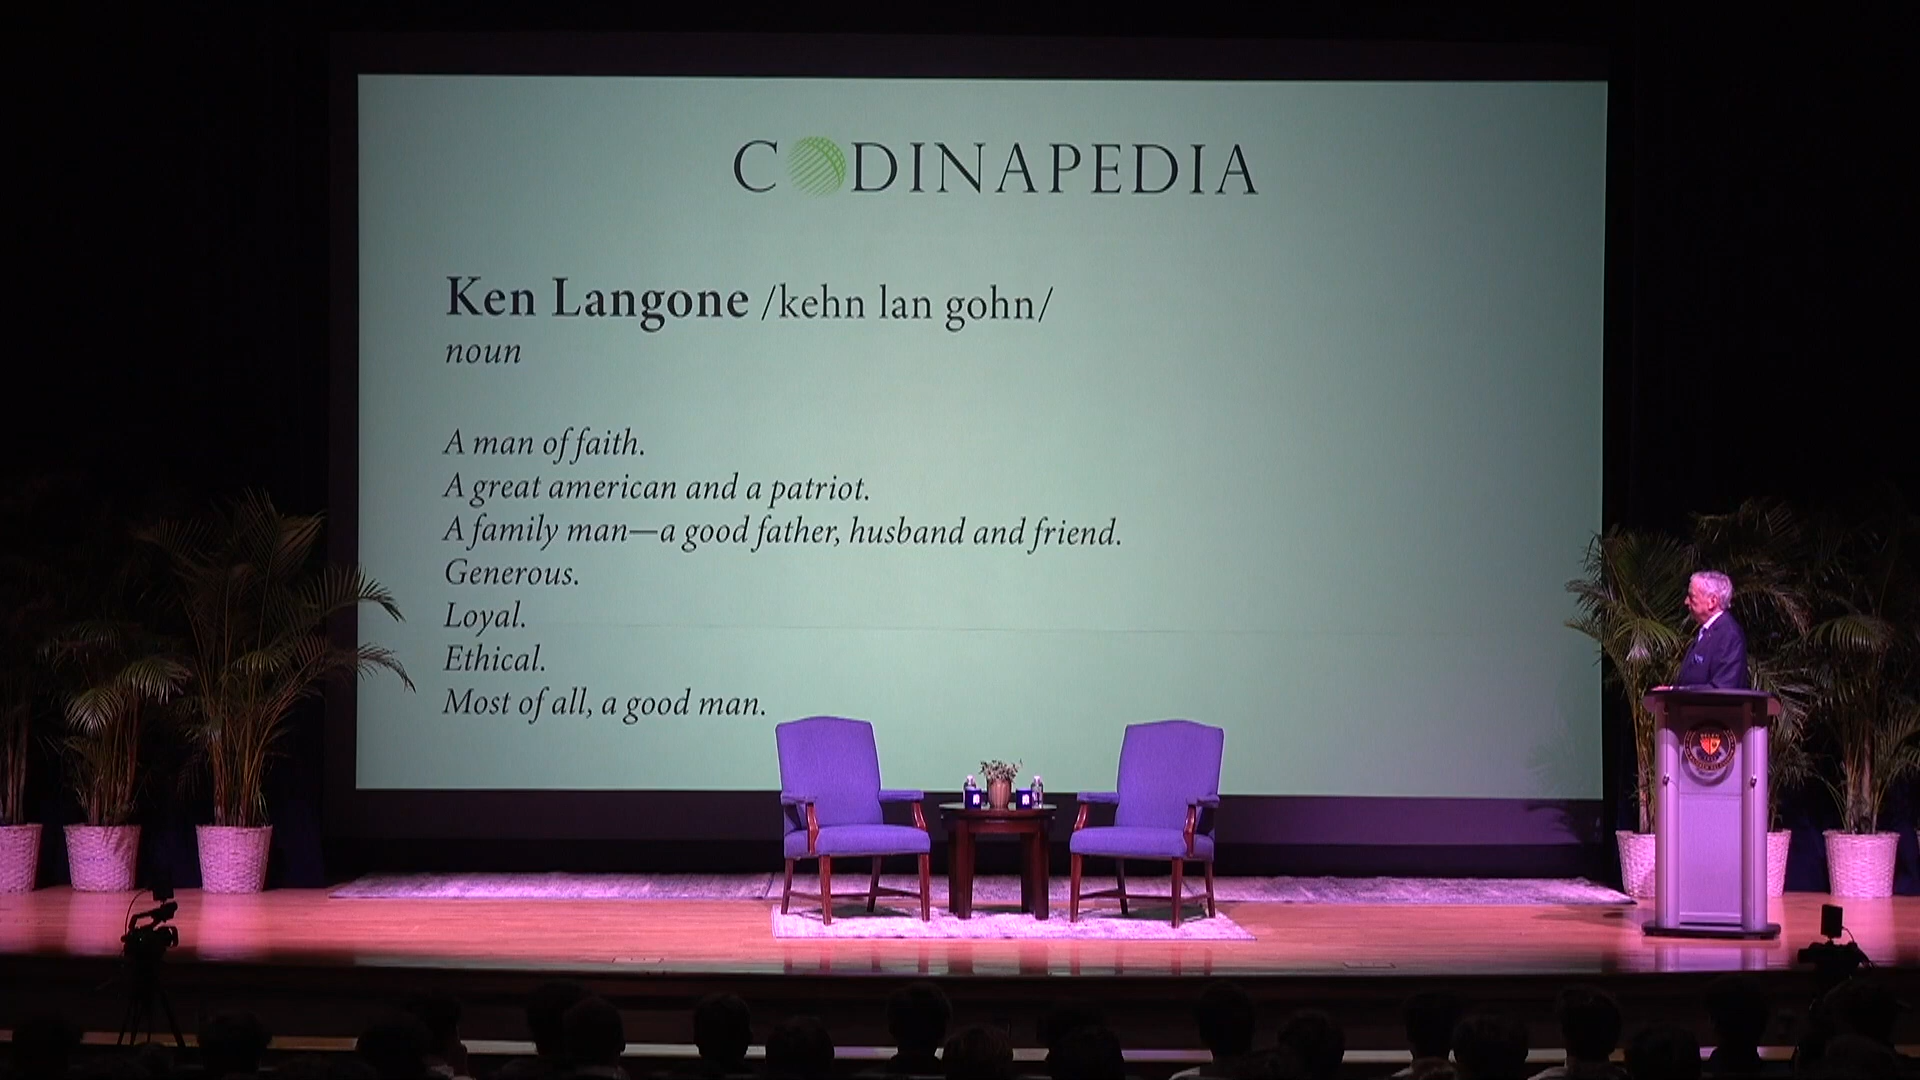 CODINAPEDIA
Ken Langone /kehn lan gohn/
noun
A man of faith.
A great american and a patriot.
A family man—a good father, husband and friend.
Generous.
Loyal.
Ethical.
Most of all, a good man.